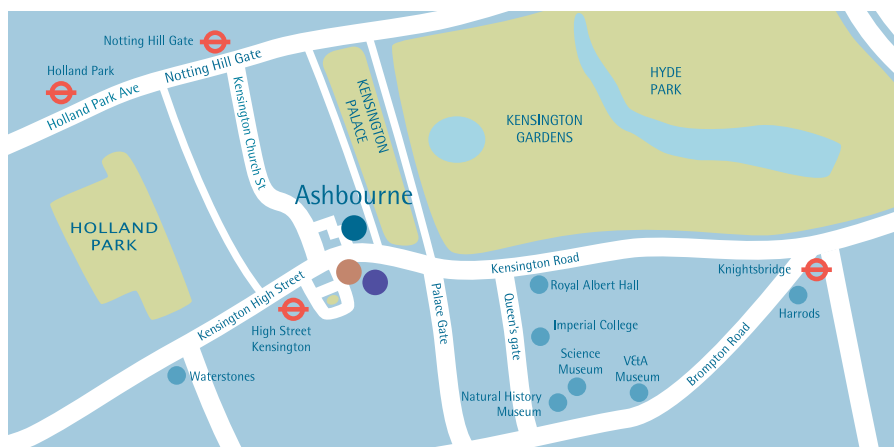 Notting Hill Gate
Holland Park
Notting Hill Gate
Holland Park Ave
Kensington Church St
KENSINGTON
PALACE
HYDE
PARK
KENSINGTON
GARDENS
Ashbourne
HOLLAND
PARK
Kensington Road
Knightsbridge
Kensington High Street
Royal Albert Hall
Palace Gate
Queen's gate
Harrods
High Street
Kensington
Imperial College
Brompton Road
Science
Museum
V&A
Museum
Waterstones
Natural History
Museum